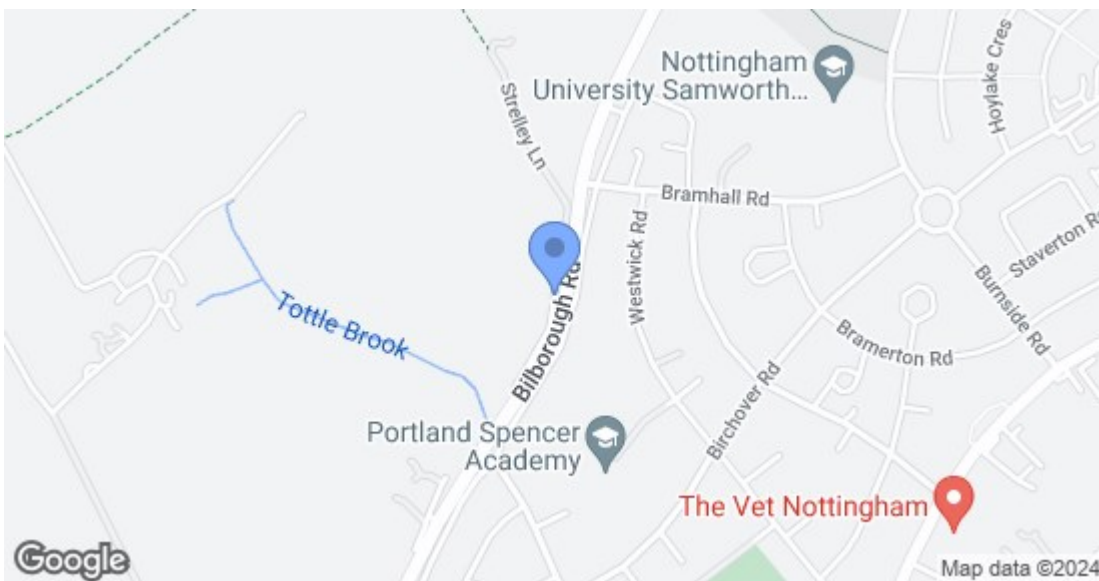 Nottingham
University Samworth...
Hoylake Cres
Strelley Ln
Bramhall Rd
Westwick Rd
Staverton Rd
Burnside Rd
Bilborough Rd
Tottle Brook
Bramerton Rd
Birchover Rd
Portland Spencer
Academy
The Vet Nottingham
Google
Map data ©2024